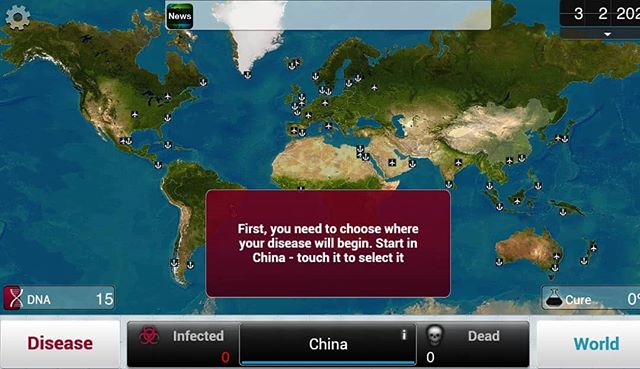 News
3 2 202
First, you need to choose where
your disease will begin. Start in
China - touch it to select it
DNA 15
Cure 0%
Disease
Infected
0
China
i
Dead
0
World